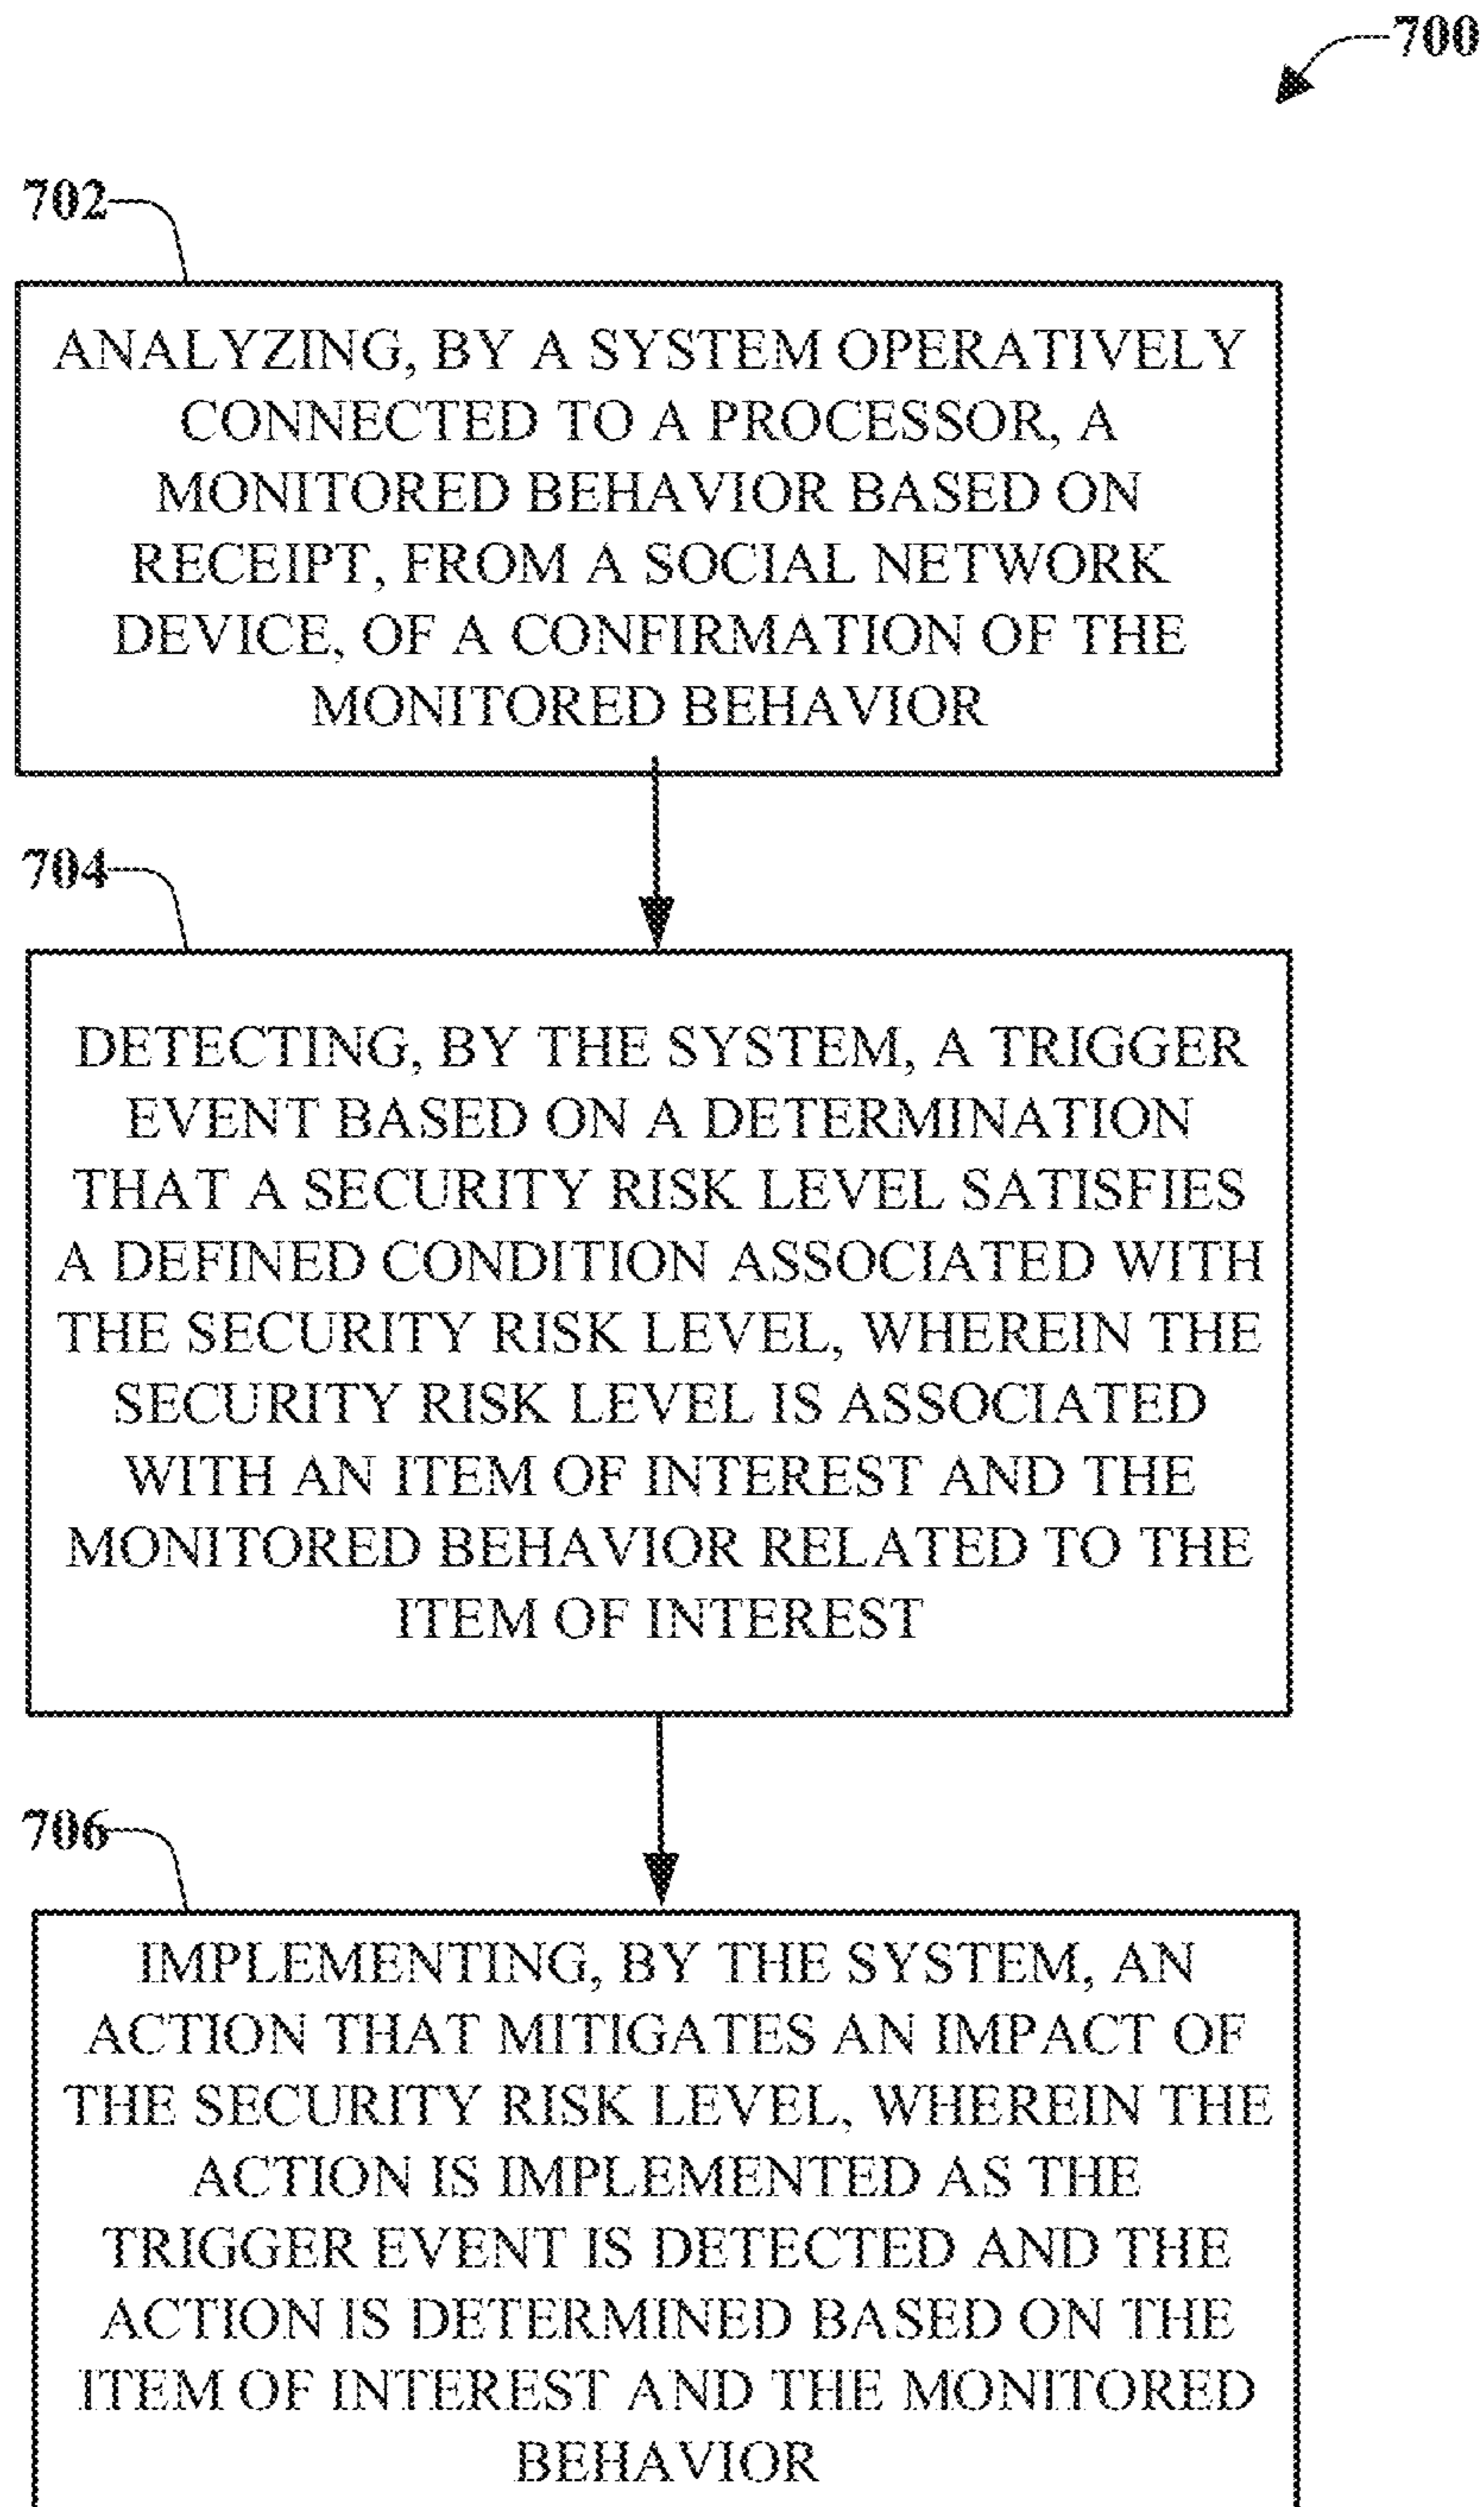 700
702
ANALYZING, BY A SYSTEM OPERATIVELY
CONNECTED TO A PROCESSOR, A
MONITORED BEHAVIOR BASED ON
RECEIPT, FROM A SOCIAL NETWORK
DEVICE, OF A CONFIRMATION OF THE
MONITORED BEHAVIOR
704
DETECTING, BY THE SYSTEM, A TRIGGER
EVENT BASED ON A DETERMINATION
THAT A SECURITY RISK LEVEL SATISFIES
A DEFINED CONDITION ASSOCIATED WITH
THE SECURITY RISK LEVEL, WHEREIN THE
SECURITY RISK LEVEL IS ASSOCIATED
WITH AN ITEM OF INTEREST AND THE
MONITORED BEHAVIOR RELATED TO THE
ITEM OF INTEREST
706
IMPLEMENTING, BY THE SYSTEM, AN
ACTION THAT MITIGATES AN IMPACT OF
THE SECURITY RISK LEVEL, WHEREIN THE
ACTION IS IMPLEMENTED AS THE
TRIGGER EVENT IS DETECTED AND THE
ACTION IS DETERMINED BASED ON THE
ITEM OF INTEREST AND THE MONITORED
BEHAVIOR